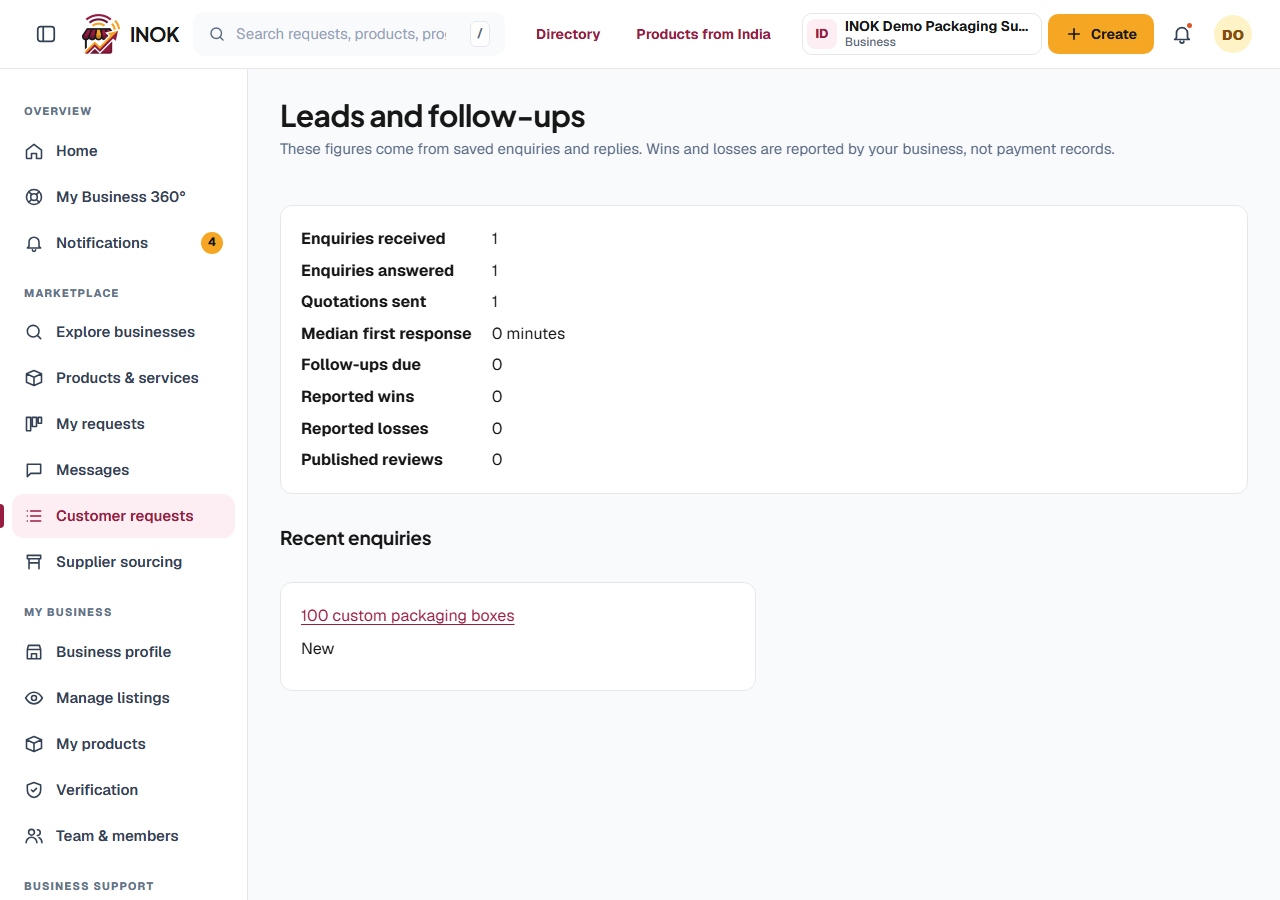 INOK
Search requests, products, pro
/
Directory
Products from India
ID
INOK Demo Packaging Su...
Business
Create
DO
OVERVIEW
Home
My Business 360°
Notifications
4
MARKETPLACE
Explore businesses
Products & services
My requests
Messages
Customer requests
Supplier sourcing
MY BUSINESS
Business profile
Manage listings
My products
Verification
Team & members
BUSINESS SUPPORT
Leads and follow-ups
These figures come from saved enquiries and replies. Wins and losses are reported by your business, not payment records.
Enquiries received 1
Enquiries answered 1
Quotations sent 1
Median first response 0 minutes
Follow-ups due 0
Reported wins 0
Reported losses 0
Published reviews 0
Recent enquiries
100 custom packaging boxes
New